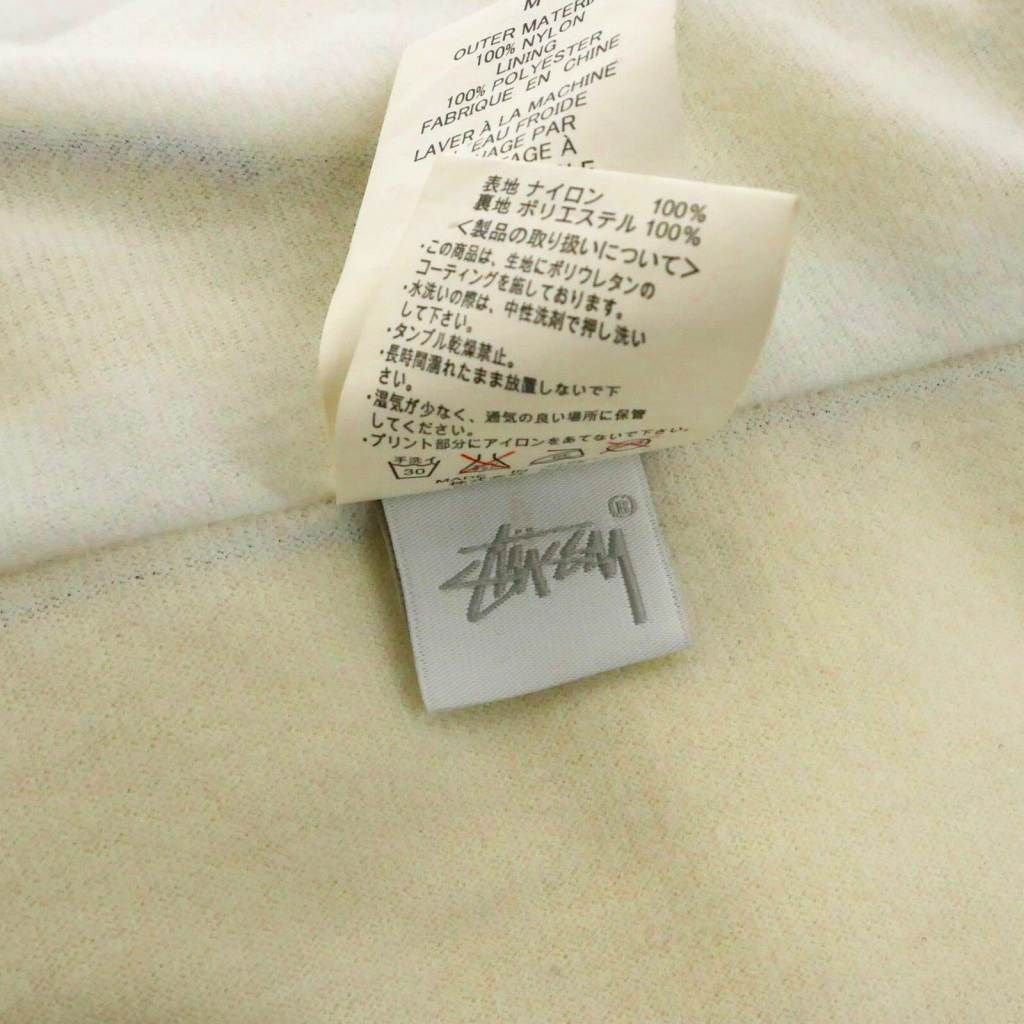 M
OUTER MATERI
100% NYLON
LINING
100% POLYESTER
FABRIQUE EN CHINE
LAVER À LA MACHINE
EAU FROIDE
AGE PAR
AGE À
表地 ナイロン 100%
裏地 ポリエステル 100%
<製品の取り扱いについて>
・この商品は、生地にポリウレタンの
コーティングを施しております。
・水洗いの際は、中性洗剤で押し洗い
して下さい。
・タンブル乾燥禁止。
・長時間濡れたまま放置しないで下
さい。
・湿気が少なく、通気の良い場所に保管
してください。
・プリント部分にアイロンをあてないで下さい。
手洗イ
30
STÜSSY ®